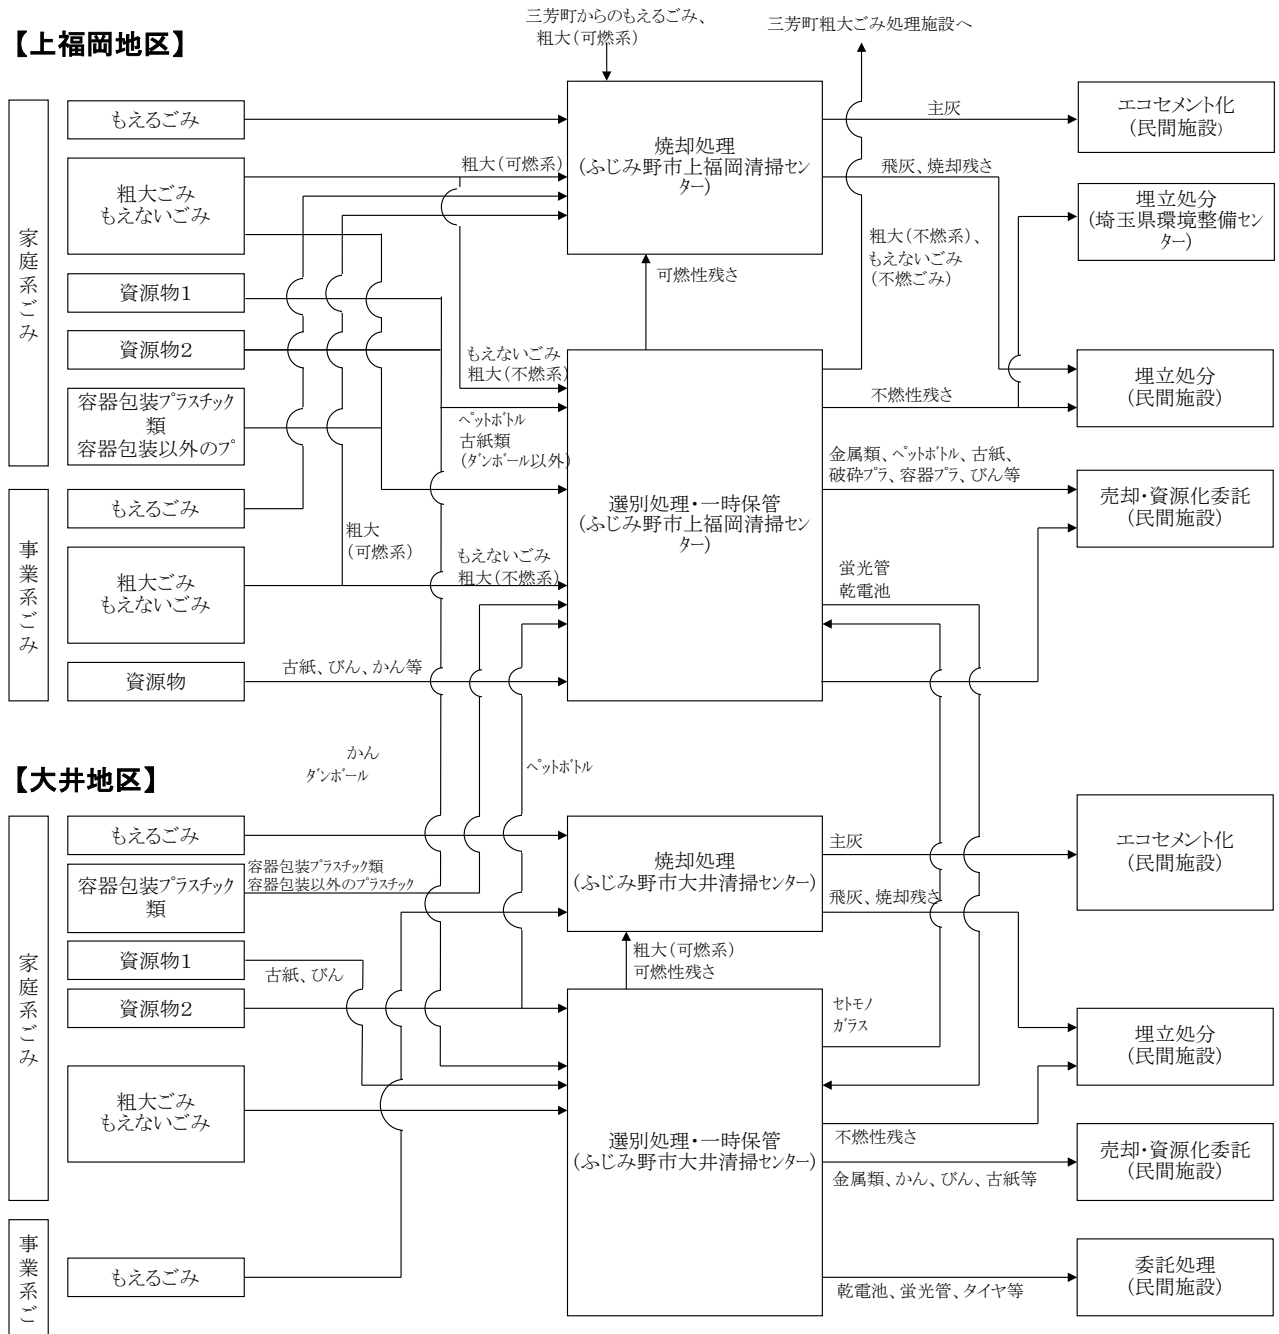 三芳町からのもえるごみ、
粗大(可燃系)
三芳町粗大ごみ処理施設へ
【上福岡地区】
家庭系ごみ
もえるごみ
粗大ごみ
もえないごみ
資源物1
資源物2
容器包装プラスチック
類
容器包装以外のプ
事業系ごみ
もえるごみ
粗大ごみ
もえないごみ
資源物
粗大(可燃系)
もえないごみ
粗大(不燃系)
ペットボトル
古紙類
(ダンボール以外)
粗大
(可燃系)
もえないごみ
粗大(不燃系)
古紙、びん、かん等
焼却処理
(ふじみ野市上福岡清掃セン
ター)
可燃性残さ
選別処理・一時保管
(ふじみ野市上福岡清掃セン
ター)
主灰
飛灰、焼却残さ
粗大(不燃系)、
もえないごみ
(不燃ごみ)
不燃性残さ
金属類、ペットボトル、古紙、
破砕プラ、容器プラ、びん等
蛍光管
乾電池
エコセメント化
(民間施設)
埋立処分
(埼玉県環境整備セン
ター)
埋立処分
(民間施設)
売却・資源化委託
(民間施設)
かん
ダンボール
ペットボトル
【大井地区】
家庭系ごみ
もえるごみ
容器包装プラスチック
類
資源物1
資源物2
粗大ごみ
もえないごみ
事業系ご
もえるごみ
容器包装プラスチック類
容器包装以外のプラスチック
古紙、びん
焼却処理
(ふじみ野市大井清掃センター)
粗大(可燃系)
可燃性残さ
選別処理・一時保管
(ふじみ野市大井清掃センター)
主灰
飛灰、焼却残さ
セトモノ
ガラス
不燃性残さ
金属類、かん、びん、古紙等
乾電池、蛍光管、タイヤ等
エコセメント化
(民間施設)
埋立処分
(民間施設)
売却・資源化委託
(民間施設)
委託処理
(民間施設)